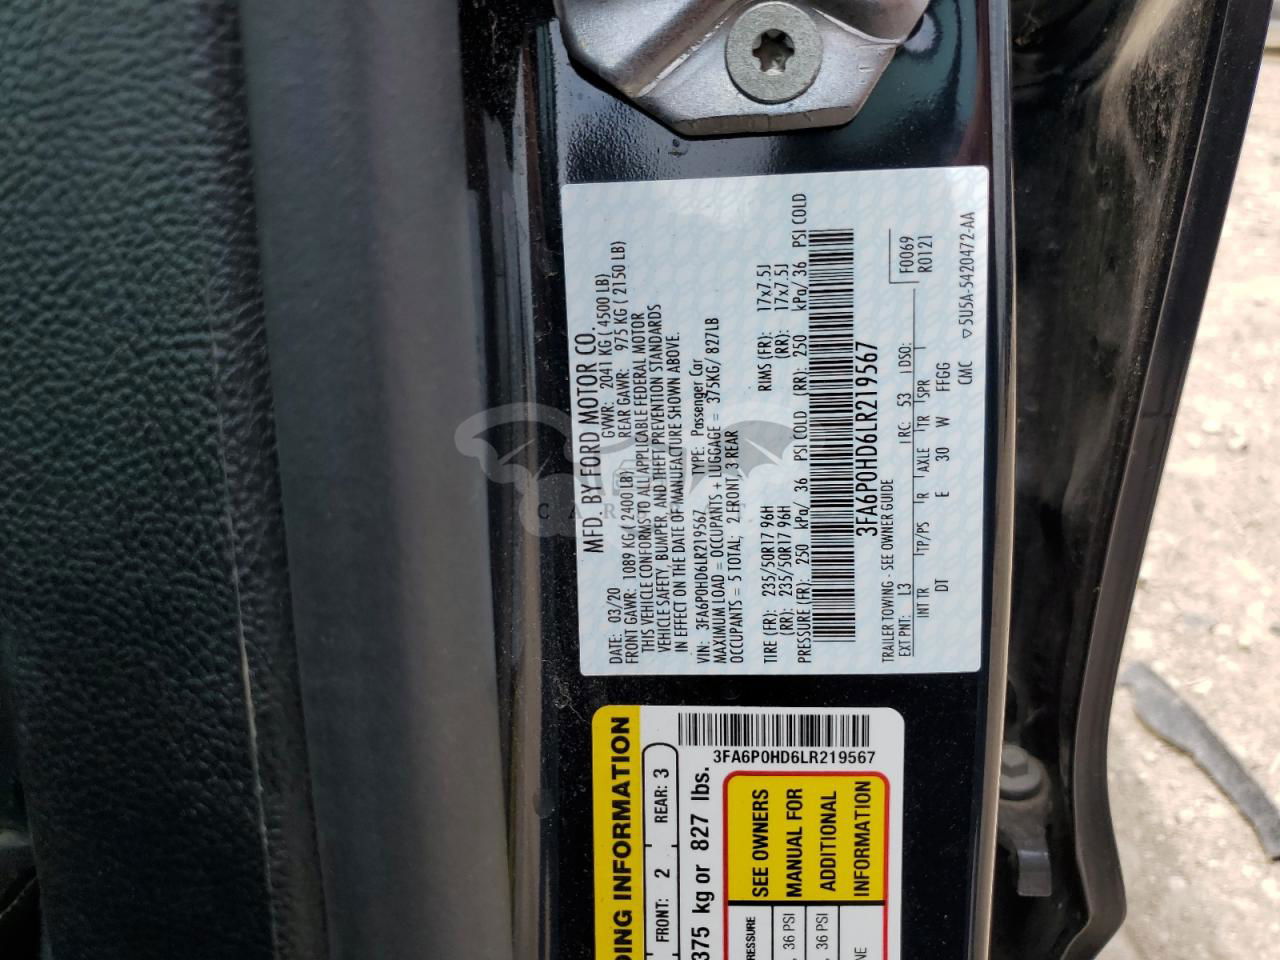 MFD. BY FORD MOTOR CO.
DATE: 03/20 GVWR: 2041 KG ( 4500 LB)
FRONT GAWR: 1089 KG ( 2400 LB) REAR GAWR: 975 KG ( 2150 LB)
THIS VEHICLE CONFORMS TO ALL APPLICABLE FEDERAL MOTOR
VEHICLE SAFETY, BUMPER, AND THEFT PREVENTION STANDARDS
IN EFFECT ON THE DATE OF MANUFACTURE SHOWN ABOVE.
VIN: 3FA6P0HD6LR219567 TYPE: Passenger Car
MAXIMUM LOAD = OCCUPANTS + LUGGAGE = 375KG/ 827LB
OCCUPANTS = 5 TOTAL; 2 FRONT, 3 REAR
TIRE (FR): 235/50R17 96H RIMS (FR): 17x7.5J
(RR): 235/50R17 96H (RR): 17x7.5J
PRESSURE (FR): 250 kPa/ 36 PSI COLD (RR): 250 kPa/ 36 PSI COLD
3FA6P0HD6LR219567
TRAILER TOWING - SEE OWNER GUIDE
EXT PNT: L3 RC: 53 DSO: F0069
R0121
INT TR TP/PS R AXLE TR SPR
DT E 30 W FFGG
CMC ▽5U5A-5420472-AA
3FA6P0HD6LR219567
DING INFORMATION
FRONT: 2 REAR: 3
375 kg or 827 lbs.
SEE OWNERS
MANUAL FOR
ADDITIONAL
INFORMATION
RESSURE
, 36 PSI
, 36 PSI
NE